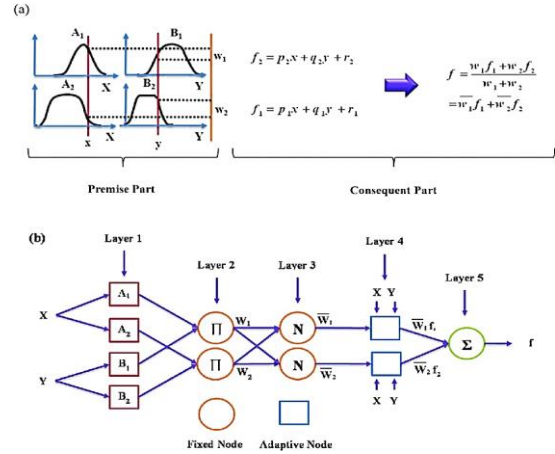 (a)
A₁
B₁
w₁
X
Y
f₂ = p₂x + q₂y + r₂
f = w₁f₁ + w₂f₂ / w₁ + w₂
= w̅₁f₁ + w̅₂f₂
A₂
B₂
w₂
X
Y
f₁ = p₁x + q₁y + r₁
x
y
Premise Part
Consequent Part
(b)
Layer 1
Layer 2
Layer 3
Layer 4
Layer 5
X
Y
A₁
A₂
B₁
B₂
Π
Π
W₁
W₂
N
N
W̅₁
W̅₂
X Y
X Y
W̅₁ f₁
W̅₂ f₂
Σ
f
Fixed Node
Adaptive Node